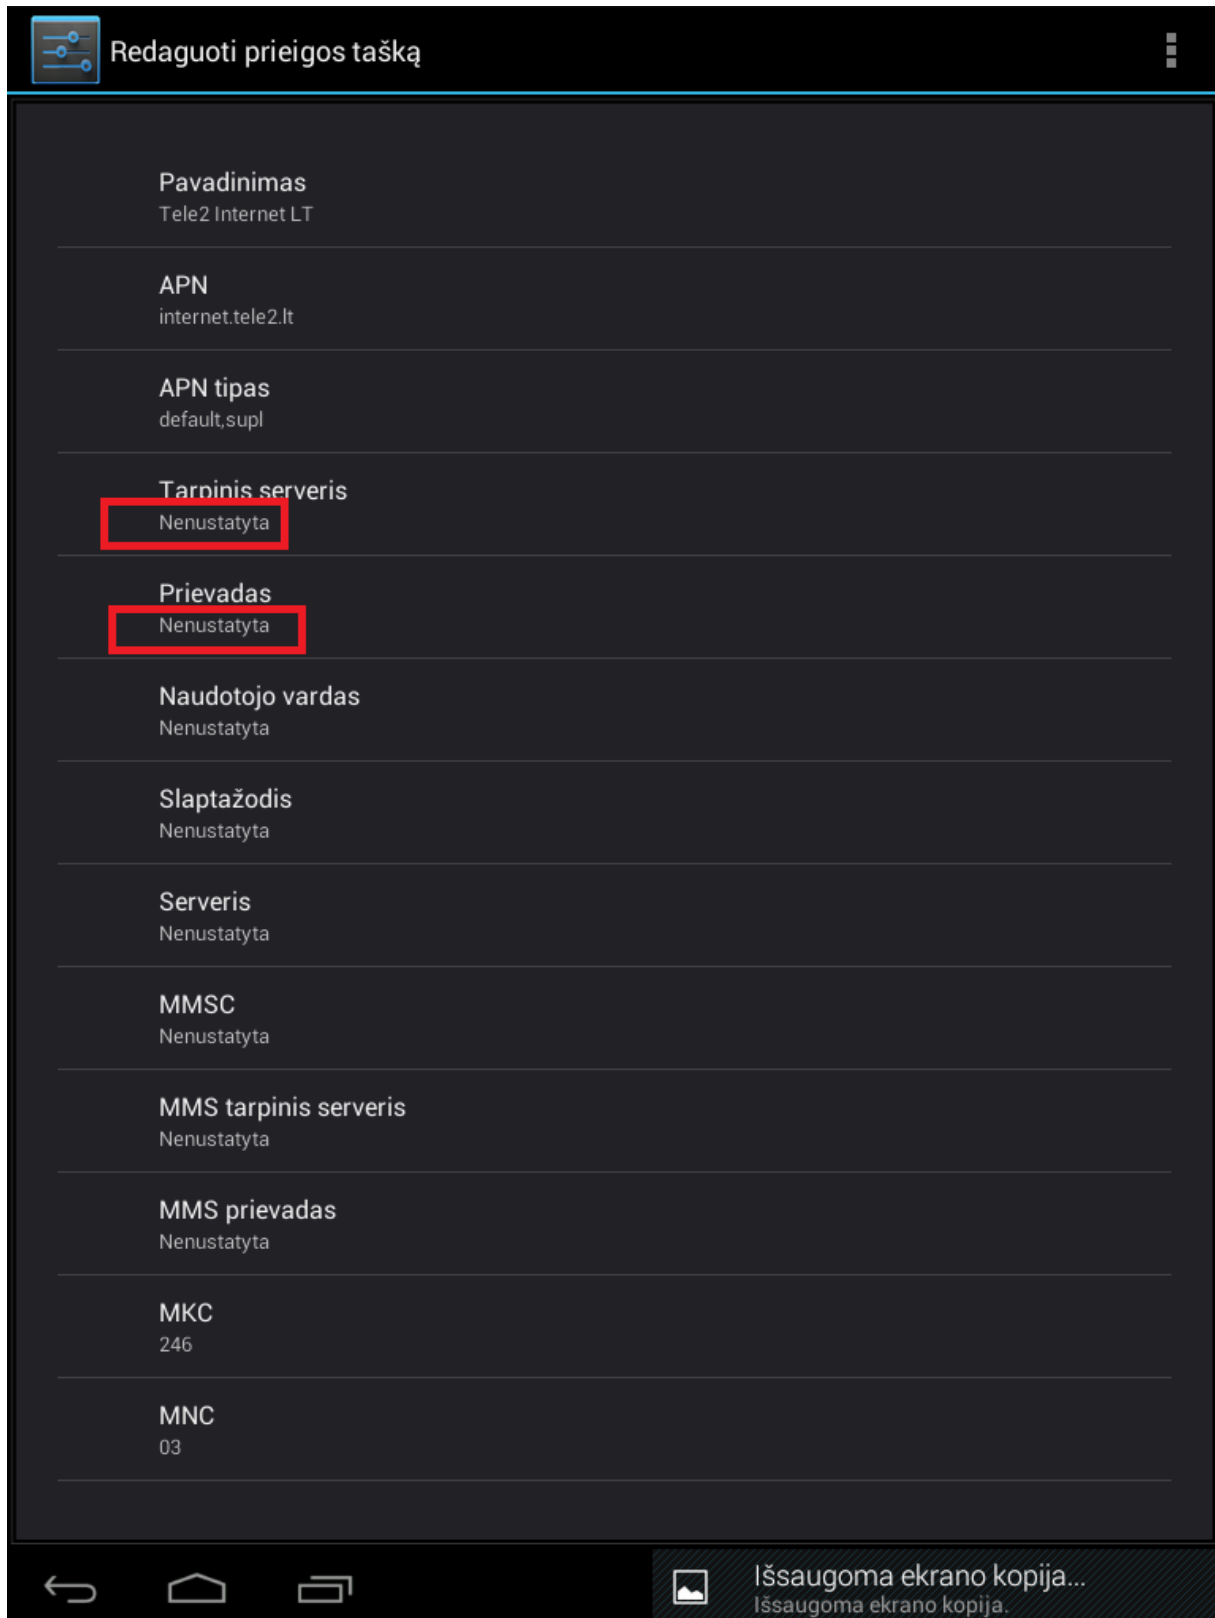 Redaguoti prieigos tašką
Pavadinimas
Tele2 Internet LT
APN
internet.tele2.lt
APN tipas
default,supl
Tarpinis serveris
Nenustatyta
Prievadas
Nenustatyta
Naudotojo vardas
Nenustatyta
Slaptažodis
Nenustatyta
Serveris
Nenustatyta
MMSC
Nenustatyta
MMS tarpinis serveris
Nenustatyta
MMS prievadas
Nenustatyta
MKC
246
MNC
03
Išsaugoma ekrano kopija...
Išsaugoma ekrano kopija.